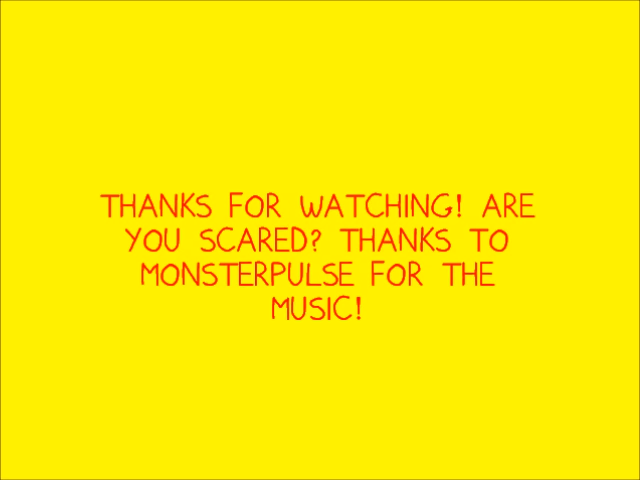 THANKS FOR WATCHING! ARE
YOU SCARED? THANKS TO
MONSTERPULSE FOR THE
MUSIC!